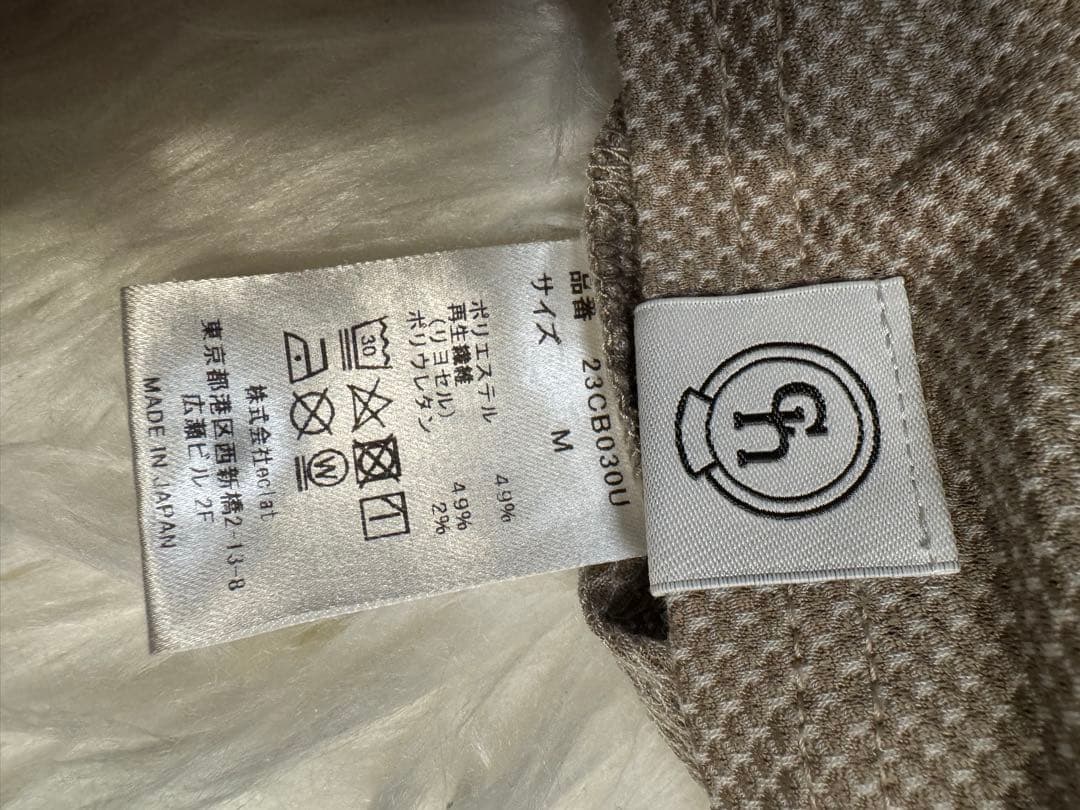 品番 23CB030U
サイズ M
ポリエステル 49%
再生繊維
(リヨセル) 49%
ポリウレタン 2%
30
W
株式会社eclat
東京都港区西新橋2-13-8
広瀬ビル 2F
MADE IN JAPAN
Gh